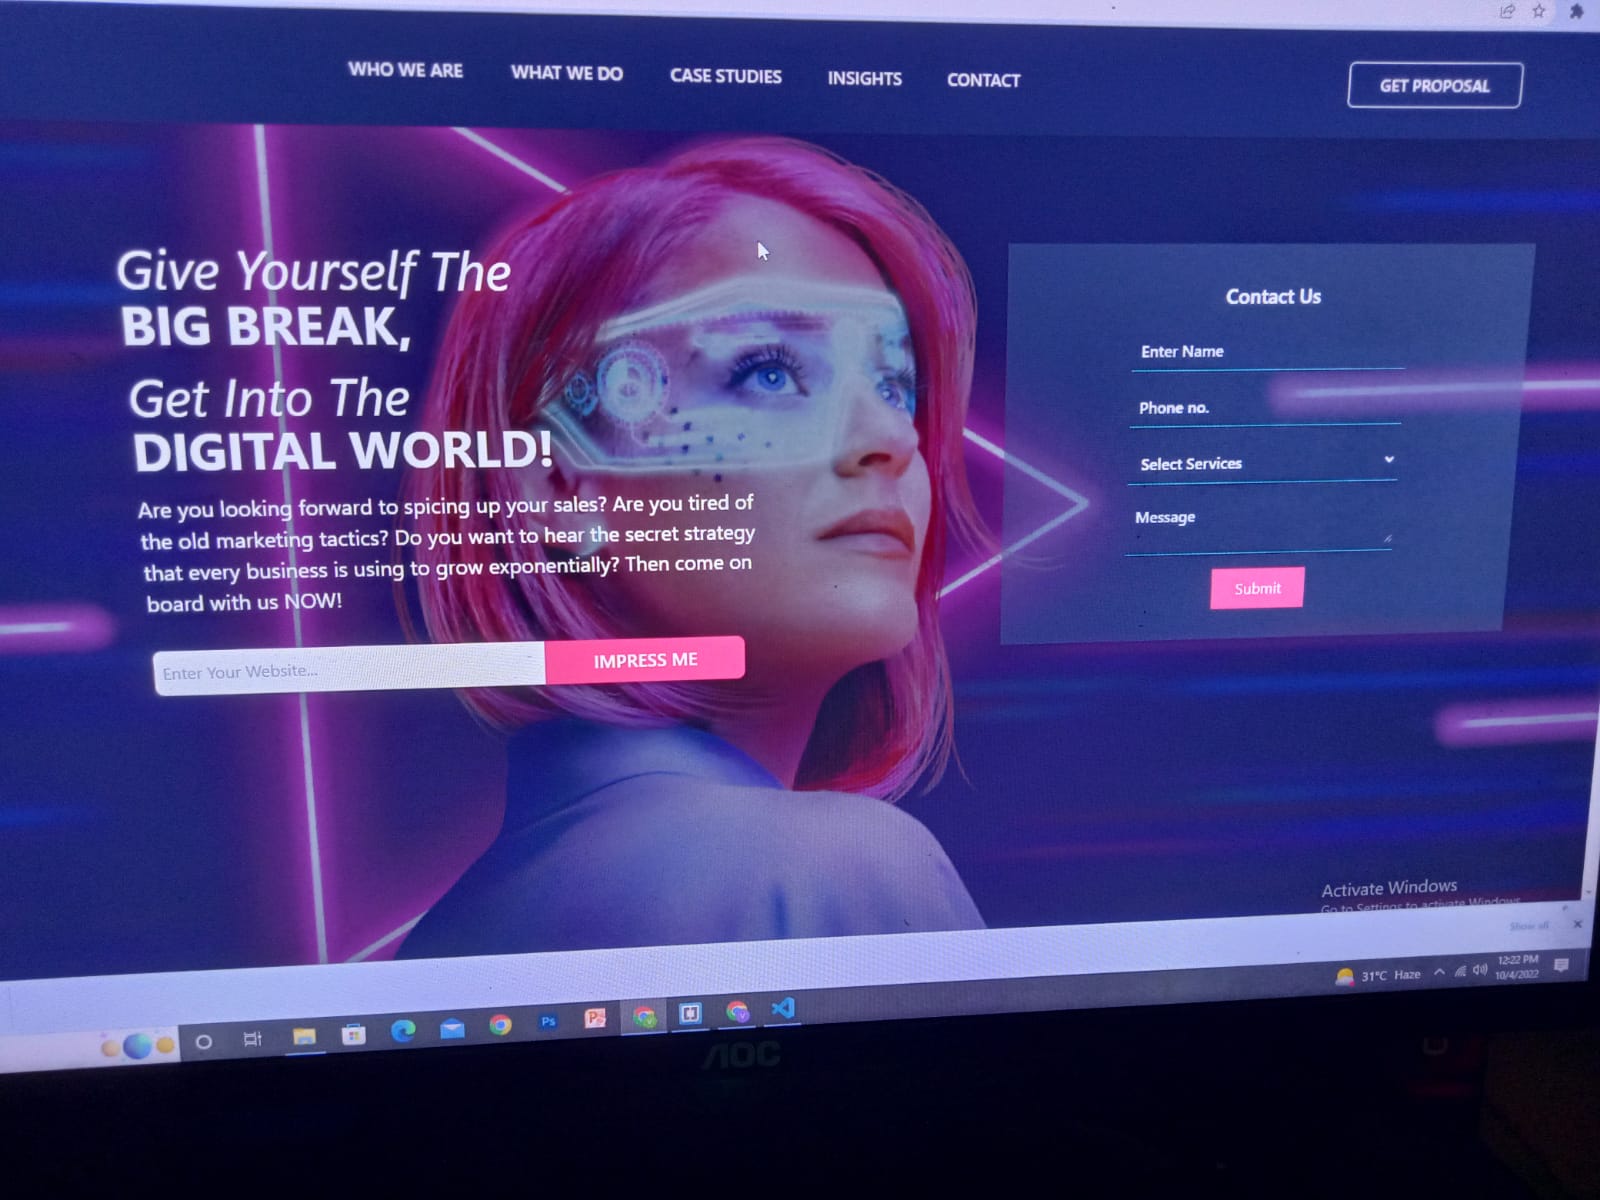 WHO WE ARE
WHAT WE DO
CASE STUDIES
INSIGHTS
CONTACT
GET PROPOSAL
Give Yourself The
BIG BREAK,
Get Into The
DIGITAL WORLD!
Are you looking forward to spicing up your sales? Are you tired of
the old marketing tactics? Do you want to hear the secret strategy
that every business is using to grow exponentially? Then come on
board with us NOW!
Enter Your Website...
IMPRESS ME
Contact Us
Enter Name
Phone no.
Select Services
Message
Submit
Activate Windows
Go to Settings to activate Windows.
Show all
Ps
P
31°C Haze
12:22 PM
10/4/2022
AOC